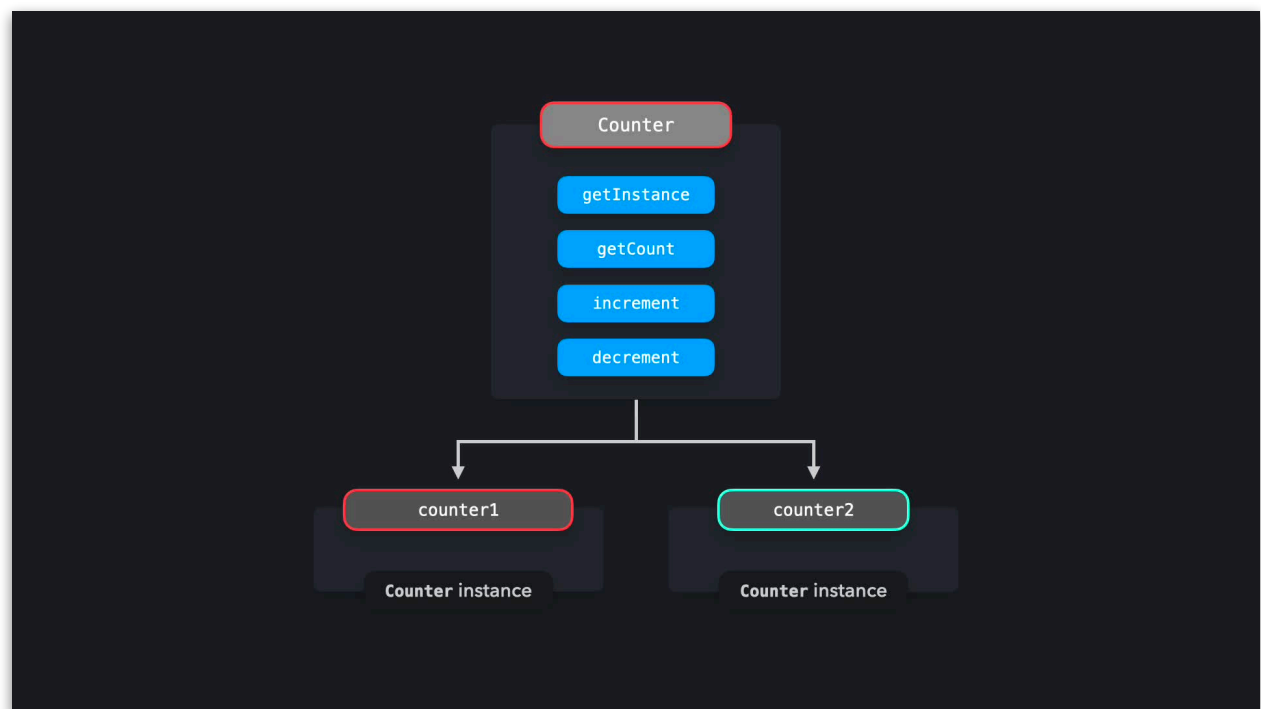 Counter
getInstance
getCount
increment
decrement
counter1
counter2
Counter instance
Counter instance